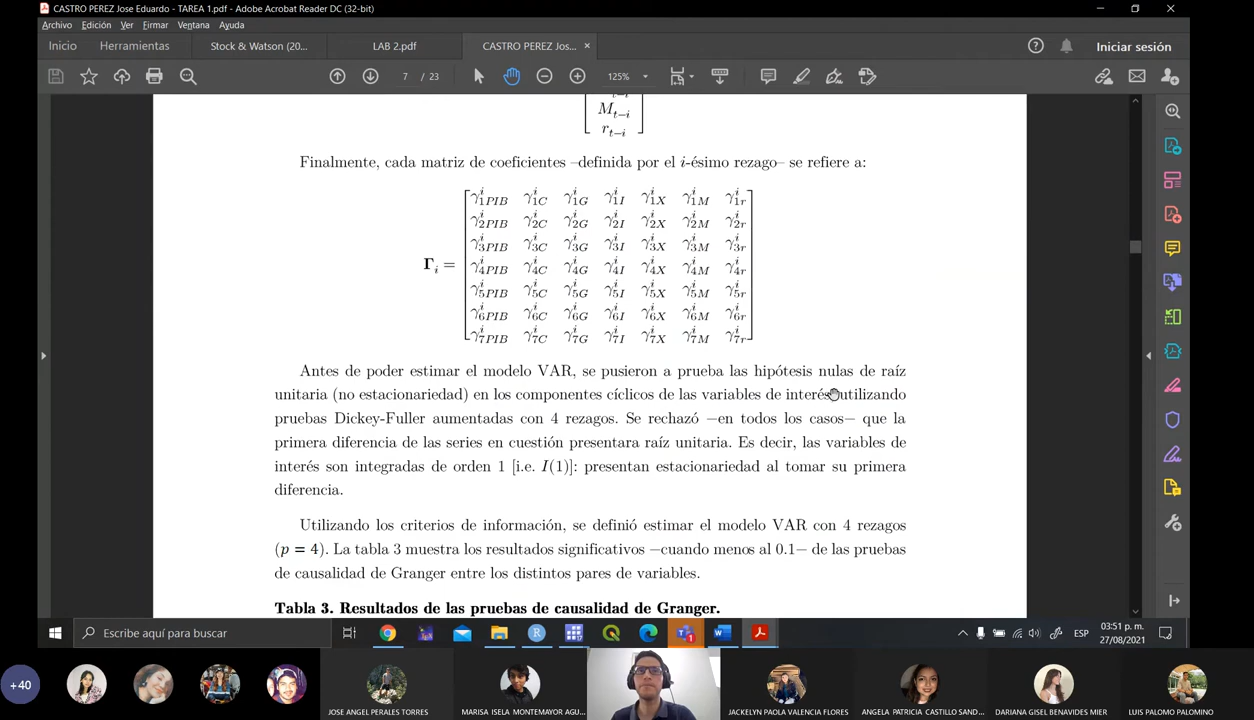 CASTRO PEREZ Jose Eduardo - TAREA 1.pdf - Adobe Acrobat Reader DC (32-bit)
Archivo Edición Ver Firmar Ventana Ayuda
Inicio Herramientas Stock & Watson (20... LAB 2.pdf CASTRO PEREZ Jos... × Iniciar sesión
7 / 23 125%
M_{t−i}
r_{t−i}
Finalmente, cada matriz de coeficientes –definida por el i-ésimo rezago– se refiere a:
γ^i_{1PIB} γ^i_{1C} γ^i_{1G} γ^i_{1I} γ^i_{1X} γ^i_{1M} γ^i_{1r}
γ^i_{2PIB} γ^i_{2C} γ^i_{2G} γ^i_{2I} γ^i_{2X} γ^i_{2M} γ^i_{2r}
γ^i_{3PIB} γ^i_{3C} γ^i_{3G} γ^i_{3I} γ^i_{3X} γ^i_{3M} γ^i_{3r}
Γ_i = γ^i_{4PIB} γ^i_{4C} γ^i_{4G} γ^i_{4I} γ^i_{4X} γ^i_{4M} γ^i_{4r}
γ^i_{5PIB} γ^i_{5C} γ^i_{5G} γ^i_{5I} γ^i_{5X} γ^i_{5M} γ^i_{5r}
γ^i_{6PIB} γ^i_{6C} γ^i_{6G} γ^i_{6I} γ^i_{6X} γ^i_{6M} γ^i_{6r}
γ^i_{7PIB} γ^i_{7C} γ^i_{7G} γ^i_{7I} γ^i_{7X} γ^i_{7M} γ^i_{7r}
Antes de poder estimar el modelo VAR, se pusieron a prueba las hipótesis nulas de raíz
unitaria (no estacionariedad) en los componentes cíclicos de las variables de interés utilizando
pruebas Dickey-Fuller aumentadas con 4 rezagos. Se rechazó −en todos los casos− que la
primera diferencia de las series en cuestión presentara raíz unitaria. Es decir, las variables de
interés son integradas de orden 1 [i.e. I(1)]: presentan estacionariedad al tomar su primera
diferencia.
Utilizando los criterios de información, se definió estimar el modelo VAR con 4 rezagos
(p = 4). La tabla 3 muestra los resultados significativos −cuando menos al 0.1− de las pruebas
de causalidad de Granger entre los distintos pares de variables.
Tabla 3. Resultados de las pruebas de causalidad de Granger.
Escribe aquí para buscar ESP 03:51 p. m.
27/08/2021
+40 JOSE ANGEL PERALES TORRES MARISA ISELA MONTEMAYOR AGU... JACKELYN PAOLA VALENCIA FLORES ANGELA PATRICIA CASTILLO SAND... DARIANA GISEL BENAVIDES MIER LUIS PALOMO PALOMINO